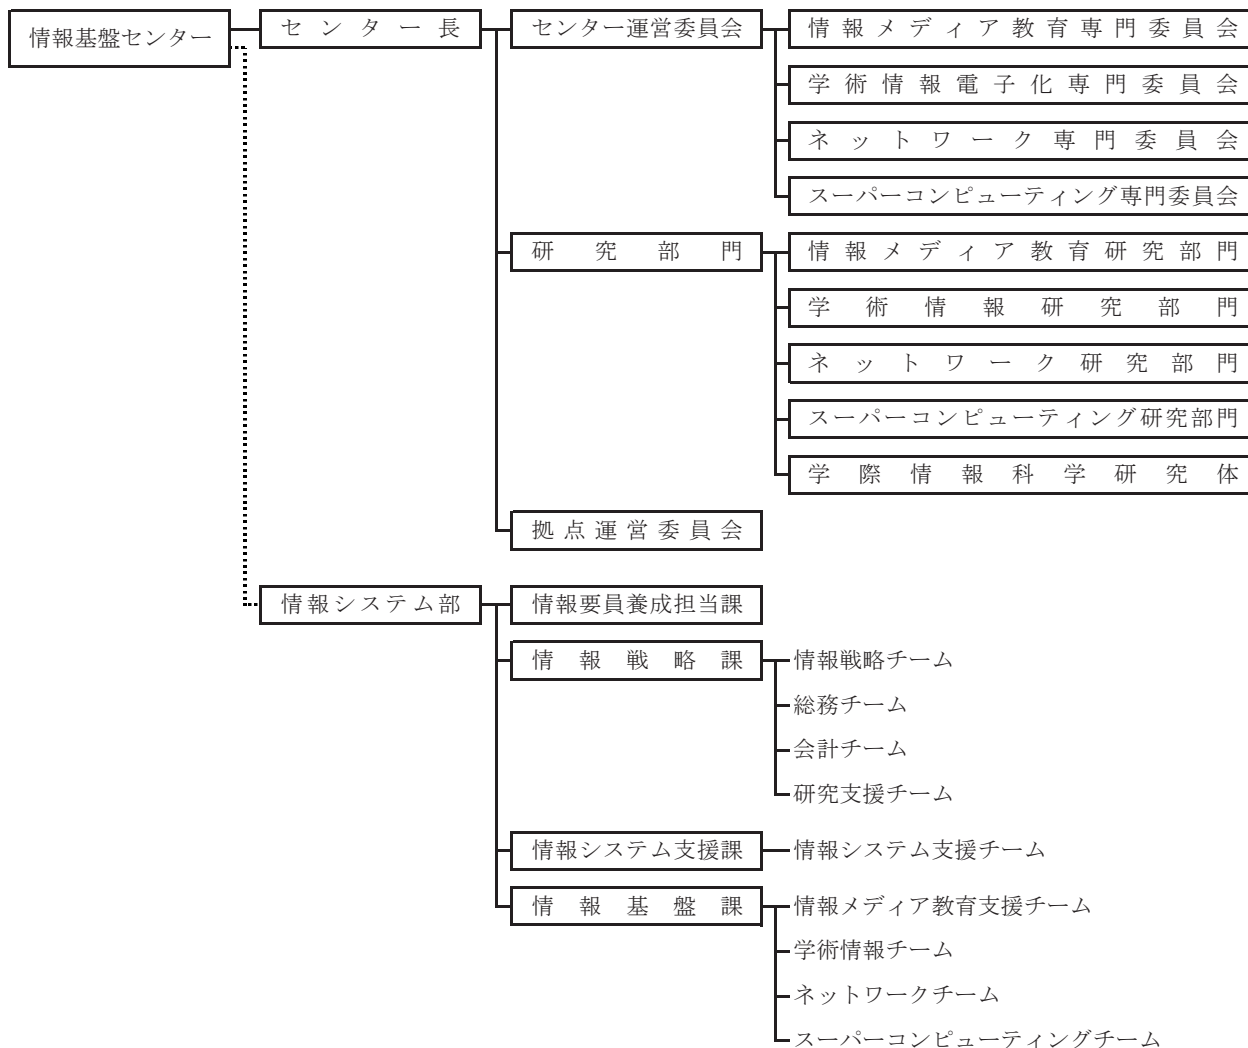 情報基盤センター
センター長
センター運営委員会
情報メディア教育専門委員会
学術情報電子化専門委員会
ネットワーク専門委員会
スーパーコンピューティング専門委員会
研究部門
情報メディア教育研究部門
学術情報研究部門
ネットワーク研究部門
スーパーコンピューティング研究部門
学際情報科学研究体
拠点運営委員会
情報システム部
情報要員養成担当課
情報戦略課
情報戦略チーム
総務チーム
会計チーム
研究支援チーム
情報システム支援課
情報システム支援チーム
情報基盤課
情報メディア教育支援チーム
学術情報チーム
ネットワークチーム
スーパーコンピューティングチーム